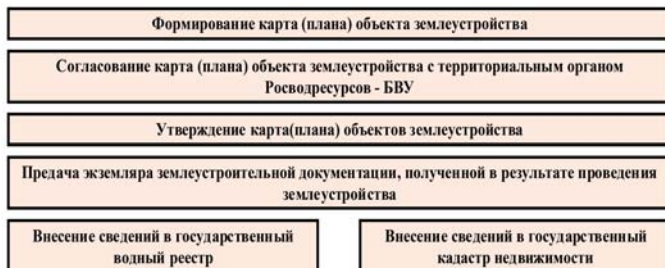 Формирование карта (плана) объекта землеустройства
Согласование карта (плана) объекта землеустройства с территориальным органом
Росводресурсов - БВУ
Утверждение карта(плана) объектов землеустройства
Предача экземляра землеустроительной документации, полученной в результате проведения
землеустройства
Внесение сведений в государственный
водный реестр
Внесение сведений в государственный
кадастр недвижимости